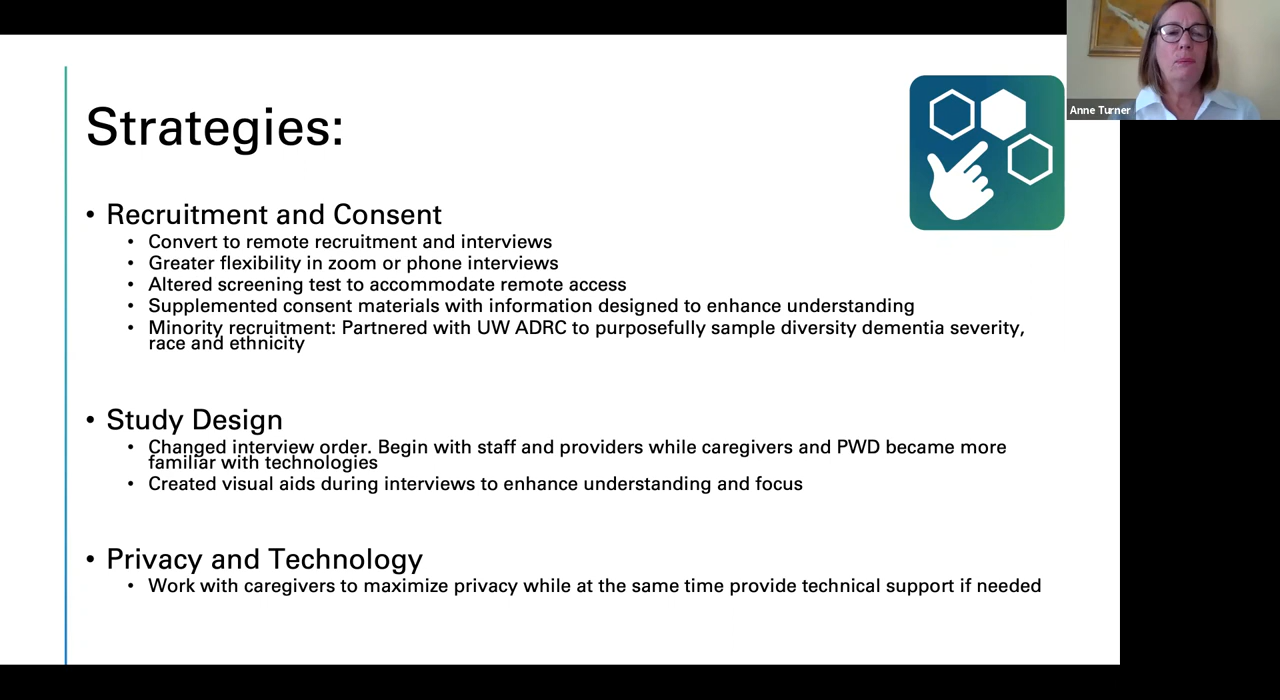 Anne Turner
Strategies:
• Recruitment and Consent
• Convert to remote recruitment and interviews
• Greater flexibility in zoom or phone interviews
• Altered screening test to accommodate remote access
• Supplemented consent materials with information designed to enhance understanding
• Minority recruitment: Partnered with UW ADRC to purposefully sample diversity dementia severity,
race and ethnicity
• Study Design
• Changed interview order. Begin with staff and providers while caregivers and PWD became more
familiar with technologies
• Created visual aids during interviews to enhance understanding and focus
• Privacy and Technology
• Work with caregivers to maximize privacy while at the same time provide technical support if needed